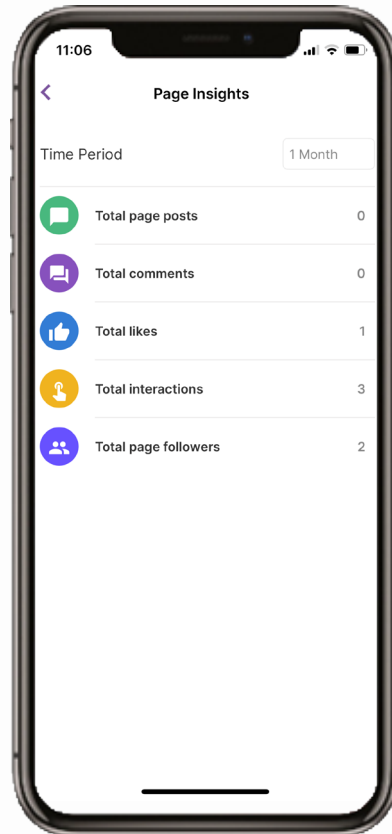 11:06
Page Insights
Time Period 1 Month
Total page posts 0
Total comments 0
Total likes 1
Total interactions 3
Total page followers 2